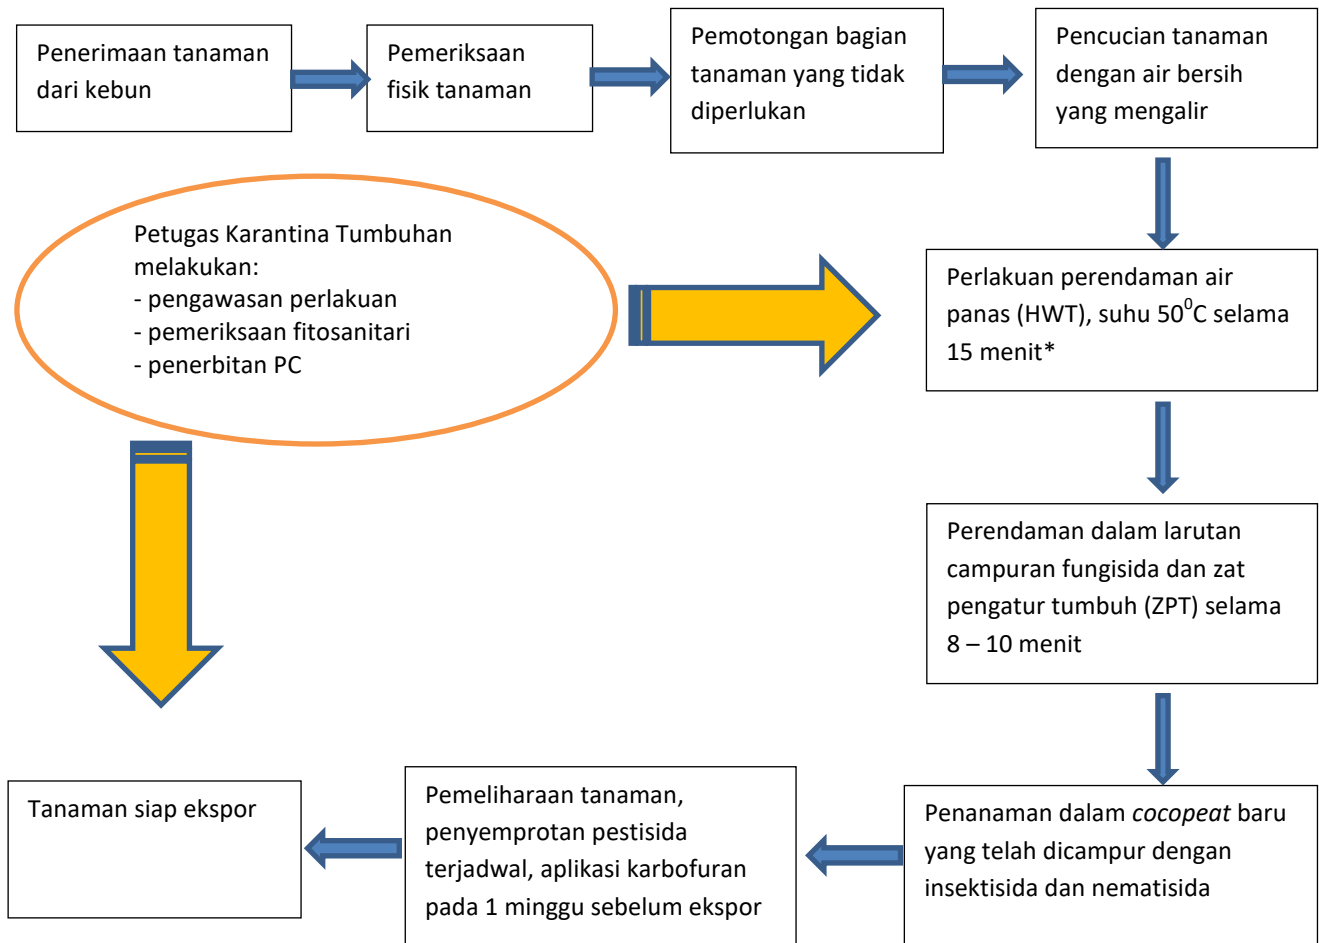 Penerimaan tanaman
dari kebun
Pemeriksaan
fisik tanaman
Pemotongan bagian
tanaman yang tidak
diperlukan
Pencucian tanaman
dengan air bersih
yang mengalir
Petugas Karantina Tumbuhan
melakukan:
- pengawasan perlakuan
- pemeriksaan fitosanitari
- penerbitan PC
Perlakuan perendaman air
panas (HWT), suhu 50⁰C selama
15 menit*
Perendaman dalam larutan
campuran fungisida dan zat
pengatur tumbuh (ZPT) selama
8 – 10 menit
Penanaman dalam cocopeat baru
yang telah dicampur dengan
insektisida dan nematisida
Pemeliharaan tanaman,
penyemprotan pestisida
terjadwal, aplikasi karbofuran
pada 1 minggu sebelum ekspor
Tanaman siap ekspor